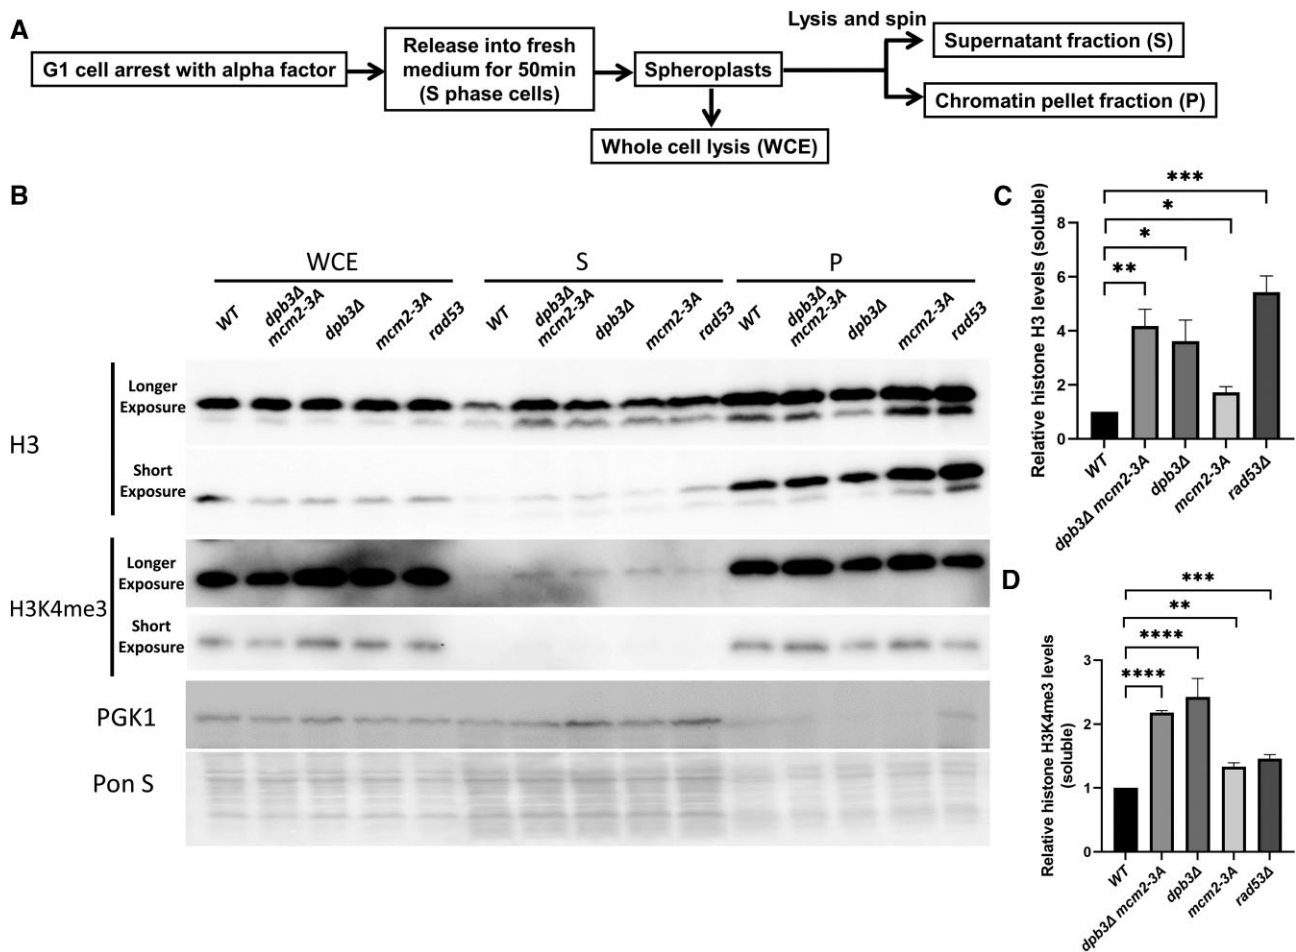 A
G1 cell arrest with alpha factor
Release into fresh
medium for 50min
(S phase cells)
Spheroplasts
Whole cell lysis (WCE)
Lysis and spin
Supernatant fraction (S)
Chromatin pellet fraction (P)
B
WCE
S
P
WT
dpb3Δ
mcm2-3A
dpb3Δ
mcm2-3A
rad53
WT
dpb3Δ
mcm2-3A
dpb3Δ
mcm2-3A
rad53
WT
dpb3Δ
mcm2-3A
dpb3Δ
mcm2-3A
rad53
H3
Longer
Exposure
Short
Exposure
H3K4me3
Longer
Exposure
Short
Exposure
PGK1
Pon S
C
Relative histone H3 levels (soluble)
8
6
4
2
0
***
*
*
**
WT
dpb3Δ mcm2-3A
dpb3Δ
mcm2-3A
rad53Δ
D
Relative histone H3K4me3 levels
(soluble)
3
2
1
0
***
**
****
****
WT
dpb3Δ mcm2-3A
dpb3Δ
mcm2-3A
rad53Δ